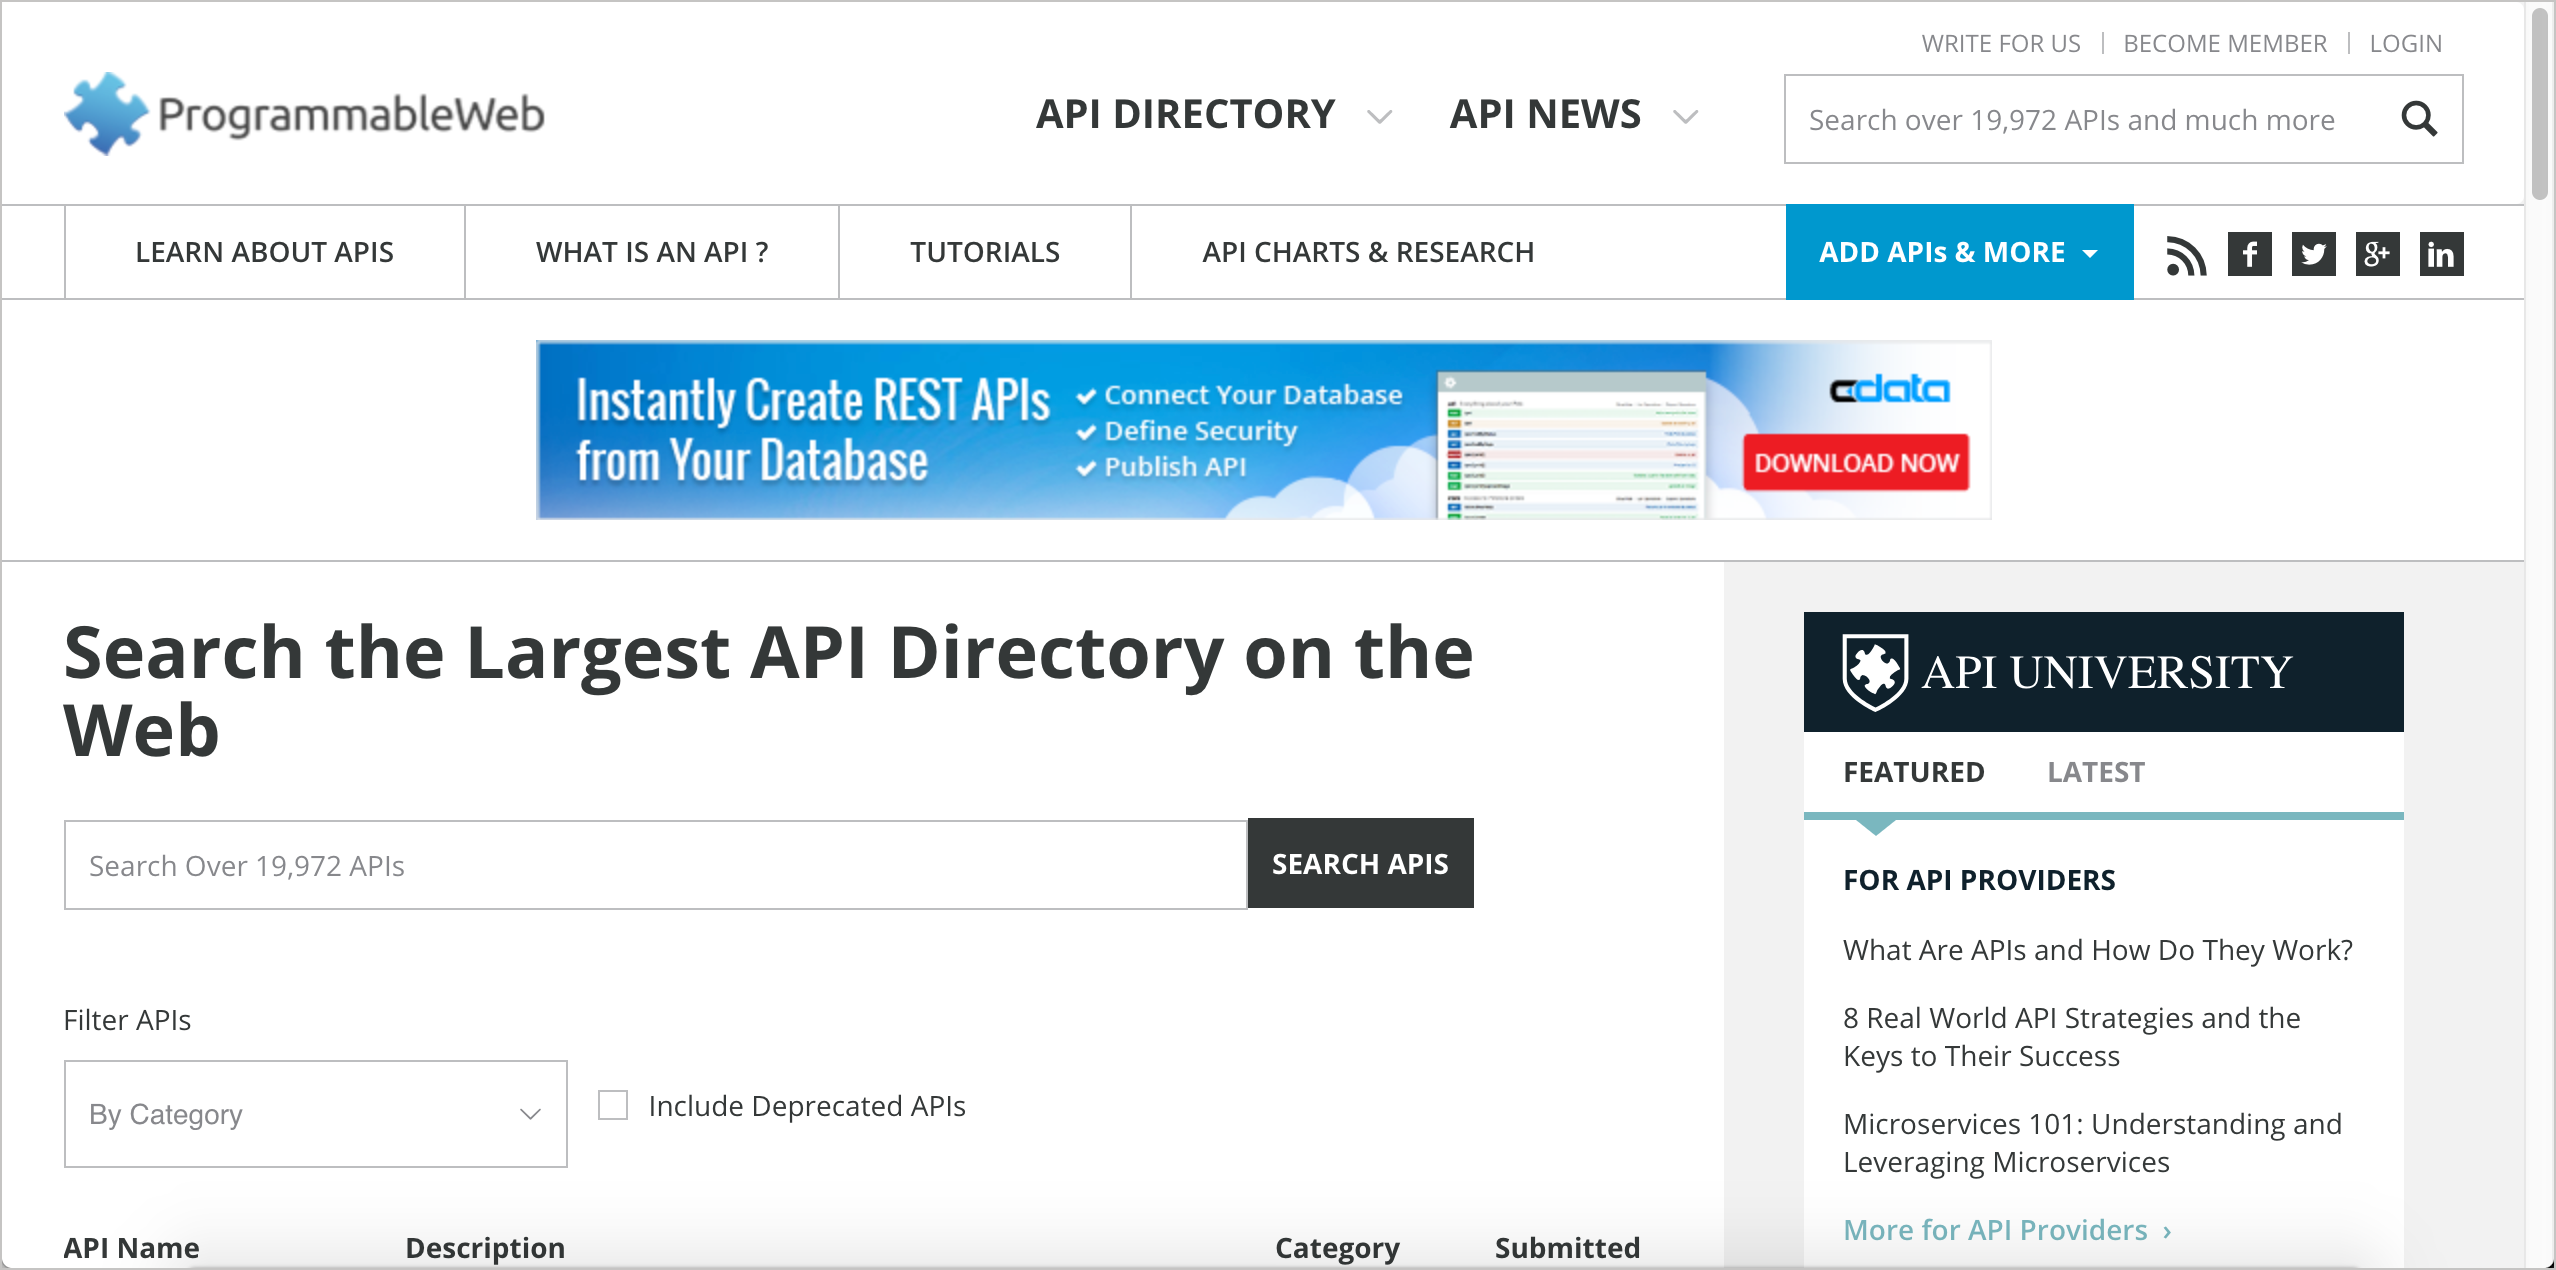 WRITE FOR US
BECOME MEMBER
LOGIN
ProgrammableWeb
API DIRECTORY
API NEWS
Search over 19,972 APIs and much more
LEARN ABOUT APIS
WHAT IS AN API ?
TUTORIALS
API CHARTS & RESEARCH
ADD APIs & MORE
Instantly Create REST APIs
from Your Database
Connect Your Database
Define Security
Publish API
cdata
DOWNLOAD NOW
Search the Largest API Directory on the
Web
Search Over 19,972 APIs
SEARCH APIS
Filter APIs
By Category
Include Deprecated APIs
API Name
Description
Category
Submitted
API UNIVERSITY
FEATURED
LATEST
FOR API PROVIDERS
What Are APIs and How Do They Work?
8 Real World API Strategies and the
Keys to Their Success
Microservices 101: Understanding and
Leveraging Microservices
More for API Providers ›